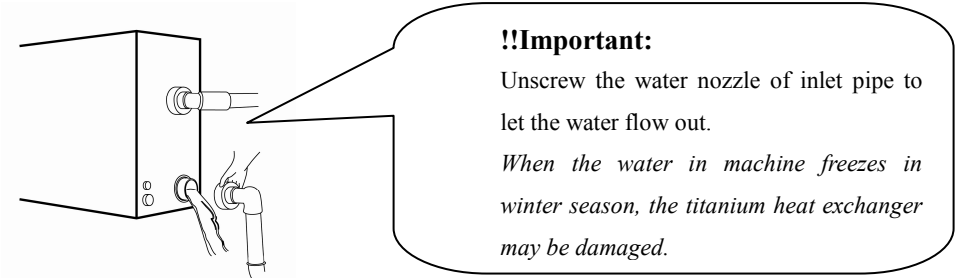 !!Important:
Unscrew the water nozzle of inlet pipe to
let the water flow out.
When the water in machine freezes in
winter season, the titanium heat exchanger
may be damaged.